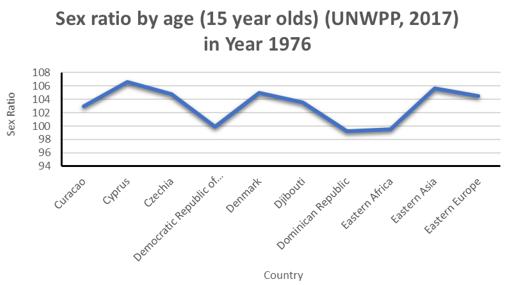 Sex ratio by age (15 year olds) (UNWPP, 2017)
in Year 1976
Sex Ratio
108
106
104
102
100
98
96
94
Curacao
Cyprus
Czechia
Democratic Republic of...
Denmark
Djibouti
Dominican Republic
Eastern Africa
Eastern Asia
Eastern Europe
Country